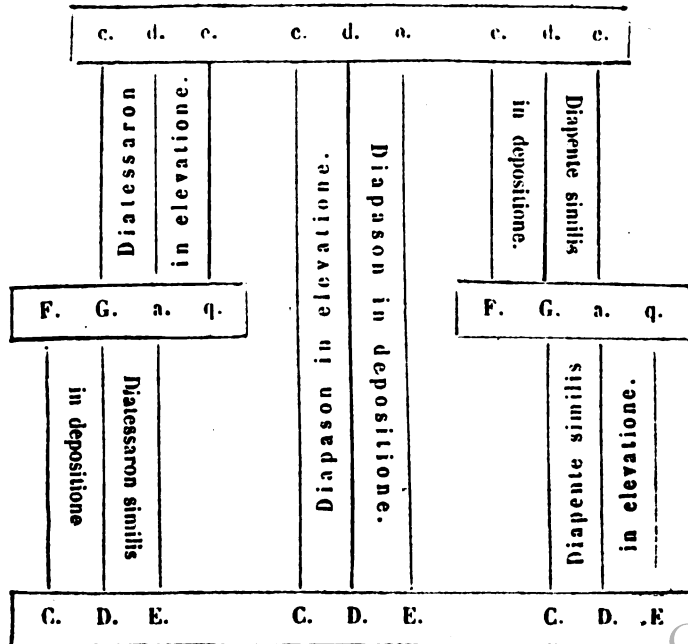 c. d. e. c. d. e. c. d. e.
Diatessaron
in elevatione.
Diapason in elevatione.
Diapason in depositione.
in depositione.
Diapente similis
F. G. a. q.
F. G. a. q.
in depositione
Diatessaron similis
Diapente similis
in elevatione.
C. D. E. C. D. E. C. D. E